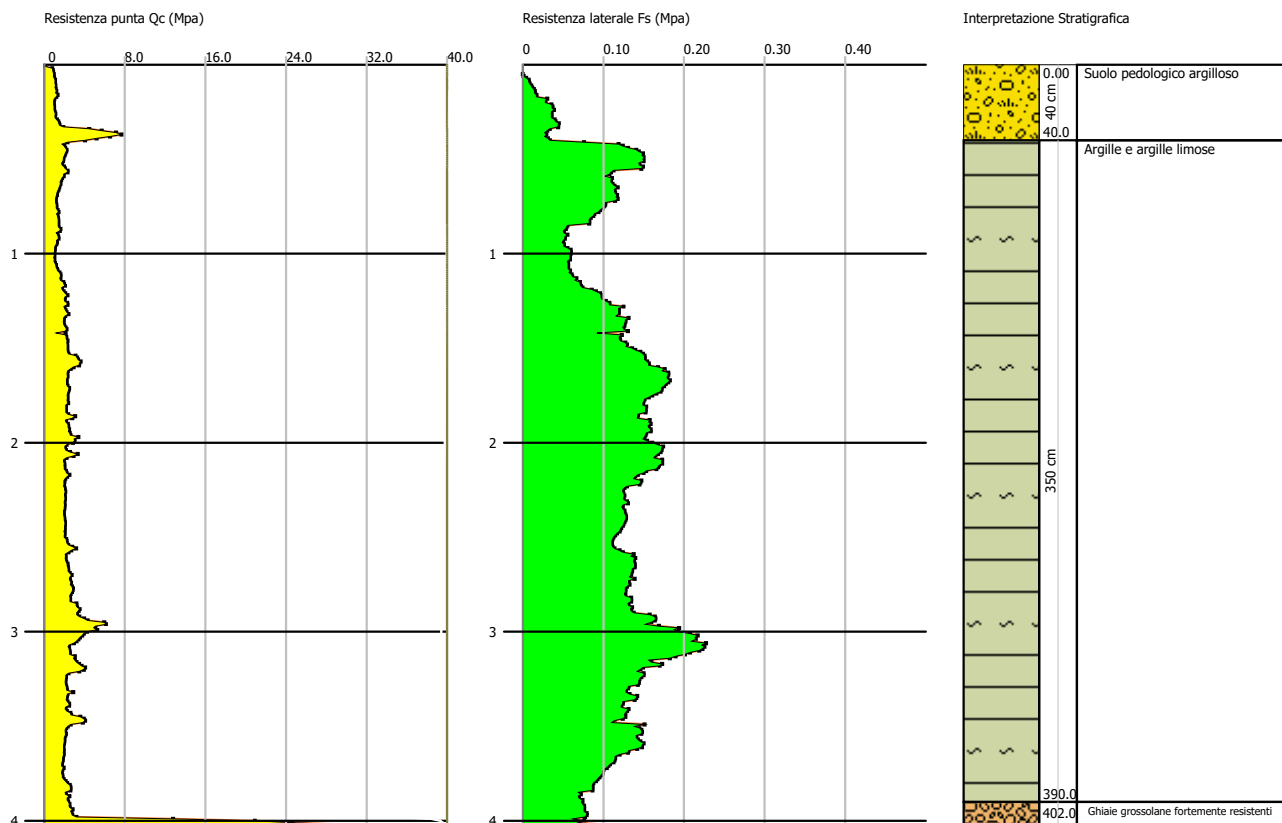 Resistenza punta Qc (Mpa)
Resistenza laterale Fs (Mpa)
Interpretazione Stratigrafica
0.0 8.0 16.0 24.0 32.0 40.0
0 0.10 0.20 0.30 0.40
0.00
40 cm
40.0
Suolo pedologico argilloso
Argille e argille limose
350 cm
390.0
402.0
Ghiaie grossolane fortemente resistenti
1
2
3
4
1
2
3
4